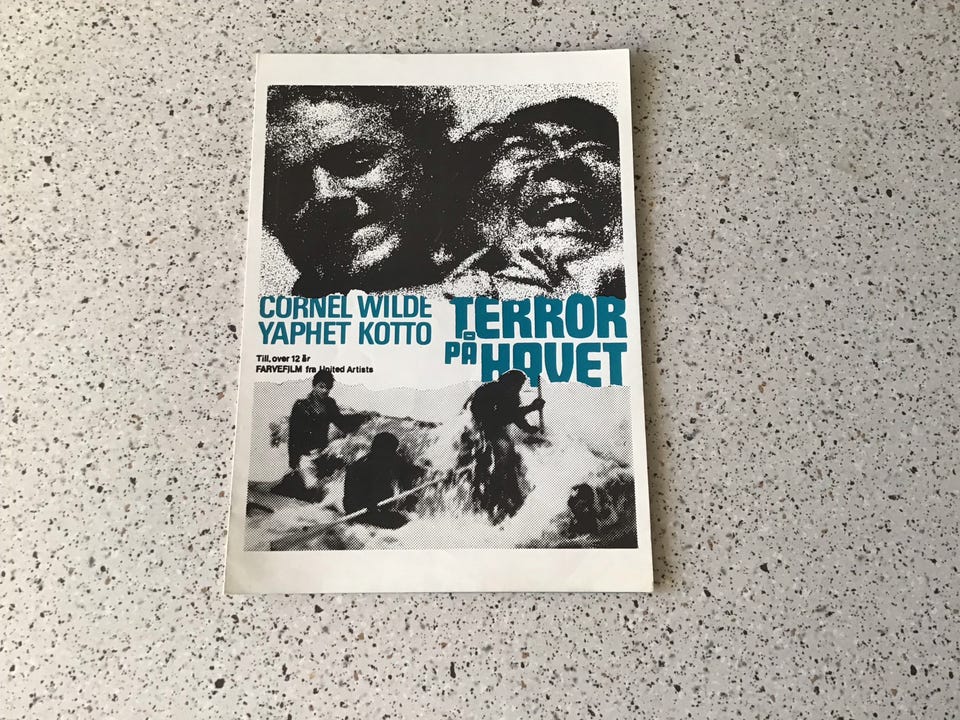 CORNEL WILDE
YAPHET KOTTO
TERROR
PÅ HAVET
Till. over 12 år
FARVEFILM fra United Artists